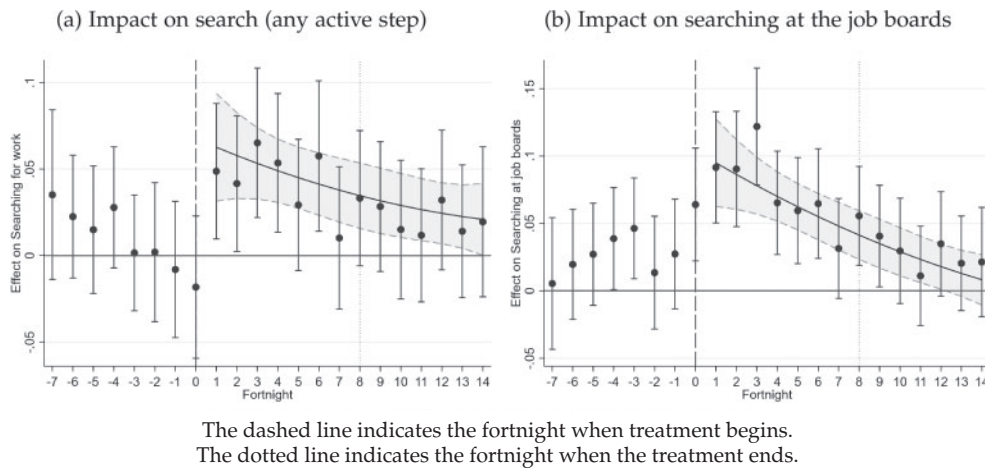 (a) Impact on search (any active step)
Effect on Searching for work
.1
.05
0
-.05
-7 -6 -5 -4 -3 -2 -1 0 1 2 3 4 5 6 7 8 9 10 11 12 13 14
Fortnight
(b) Impact on searching at the job boards
Effect on Searching at job boards
.15
.1
.05
0
-.05
-7 -6 -5 -4 -3 -2 -1 0 1 2 3 4 5 6 7 8 9 10 11 12 13 14
Fortnight
The dashed line indicates the fortnight when treatment begins.
The dotted line indicates the fortnight when the treatment ends.